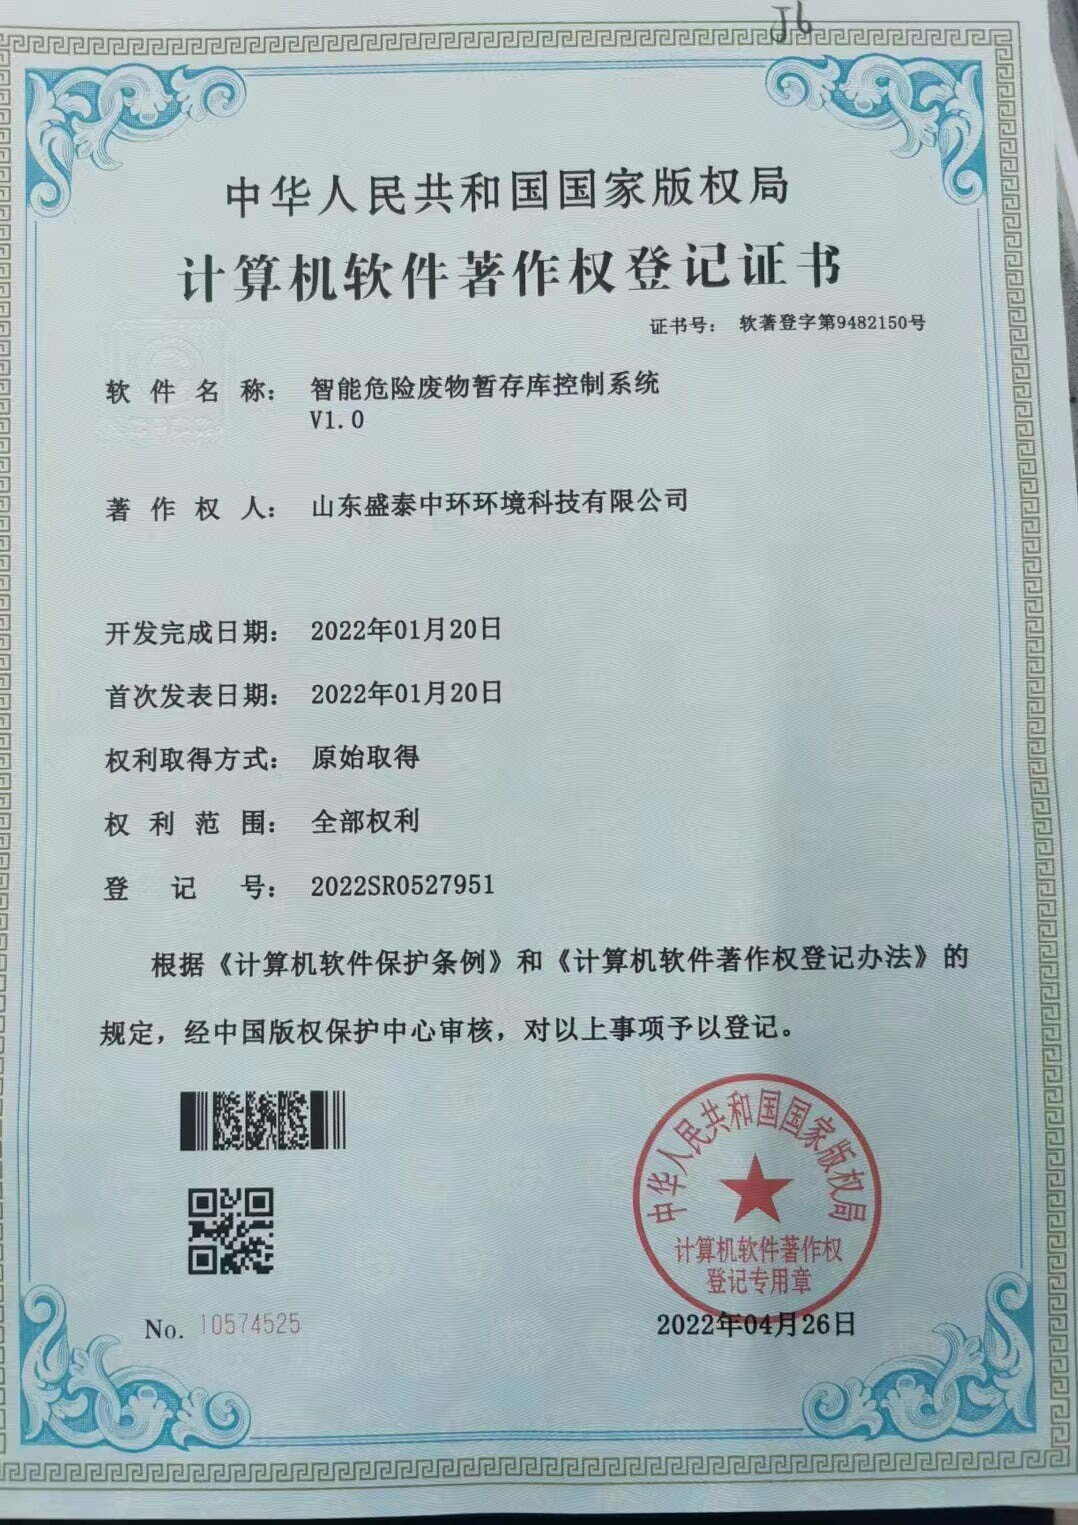 J6
中华人民共和国国家版权局
计算机软件著作权登记证书
证书号： 软著登字第9482150号
软件名称： 智能危险废物暂存库控制系统
V1.0
著作权人： 山东盛泰中环环境科技有限公司
开发完成日期： 2022年01月20日
首次发表日期： 2022年01月20日
权利取得方式： 原始取得
权利范围： 全部权利
登记号： 2022SR0527951
根据《计算机软件保护条例》和《计算机软件著作权登记办法》的
规定，经中国版权保护中心审核，对以上事项予以登记。
中华人民共和国国家版权局
计算机软件著作权
登记专用章
No. 10574525
2022年04月26日